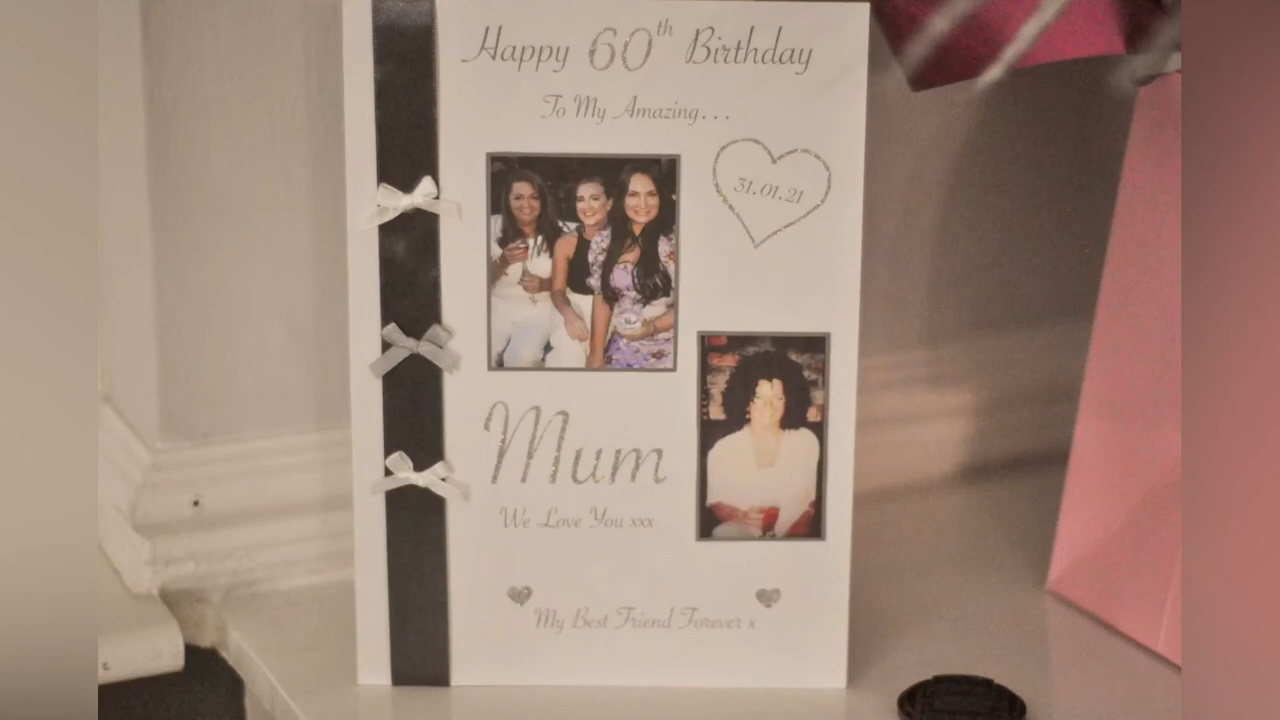 Happy 60th Birthday
To My Amazing...
31.01.21
Mum
We Love You xxx
My Best Friend Forever x